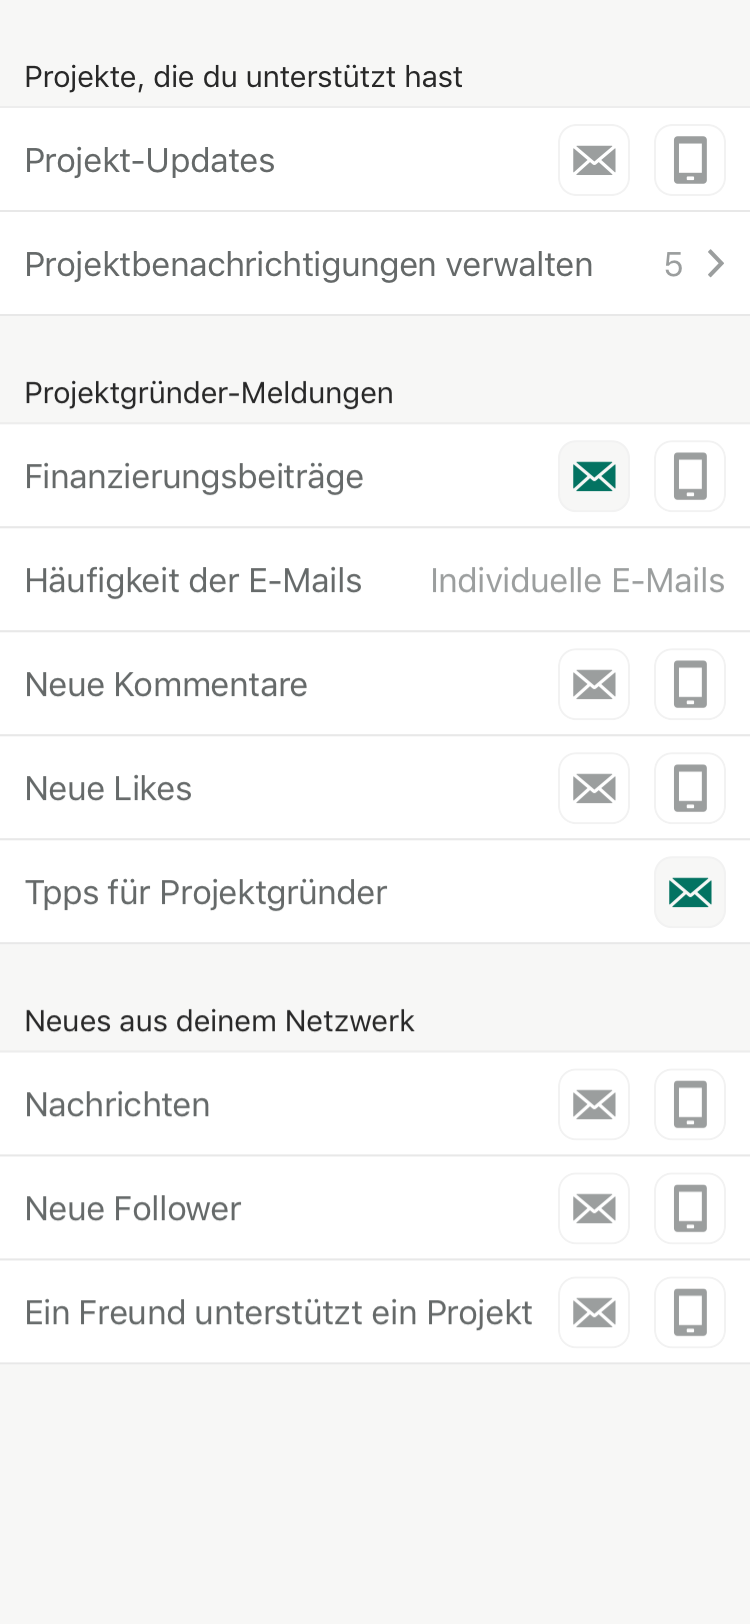 Projekte, die du unterstützt hast
Projekt-Updates
Projektbenachrichtigungen verwalten 5
Projektgründer-Meldungen
Finanzierungsbeiträge
Häufigkeit der E-Mails Individuelle E-Mails
Neue Kommentare
Neue Likes
Tpps für Projektgründer
Neues aus deinem Netzwerk
Nachrichten
Neue Follower
Ein Freund unterstützt ein Projekt